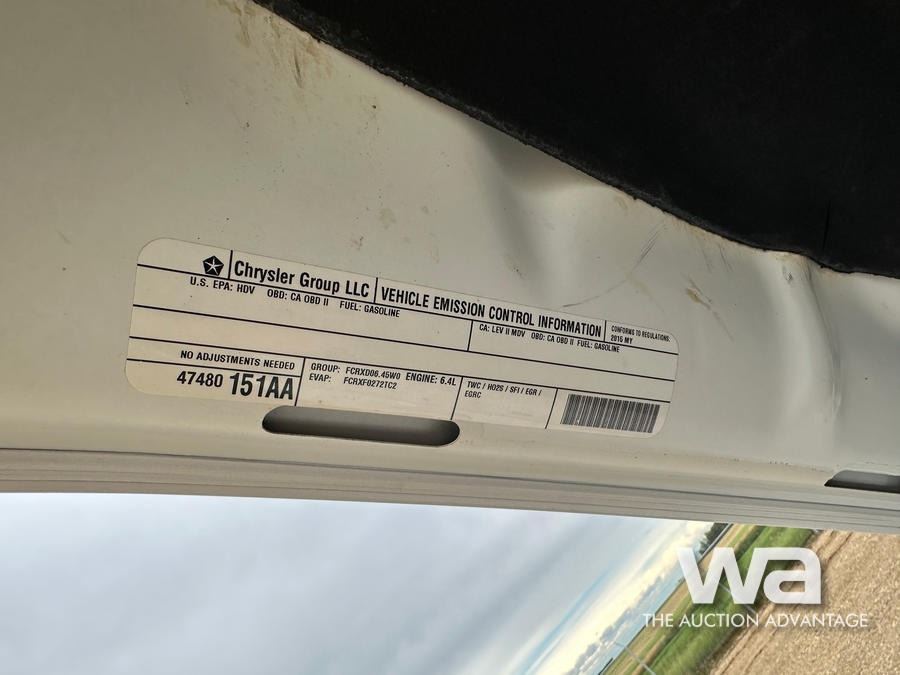 Chrysler Group LLC
VEHICLE EMISSION CONTROL INFORMATION
CONFORMS TO REGULATIONS:
2015 MY
U.S. EPA: HDV OBD: CA OBD II FUEL: GASOLINE
CA: LEV II MDV OBD: CA OBD II FUEL: GASOLINE
NO ADJUSTMENTS NEEDED
47480 151AA
GROUP: FCRXD06.45W0 ENGINE: 6.4L
EVAP: FCRXF0272TC2
TWC / HO2S / SFI / EGR /
EGRC
wa
THE AUCTION ADVANTAGE